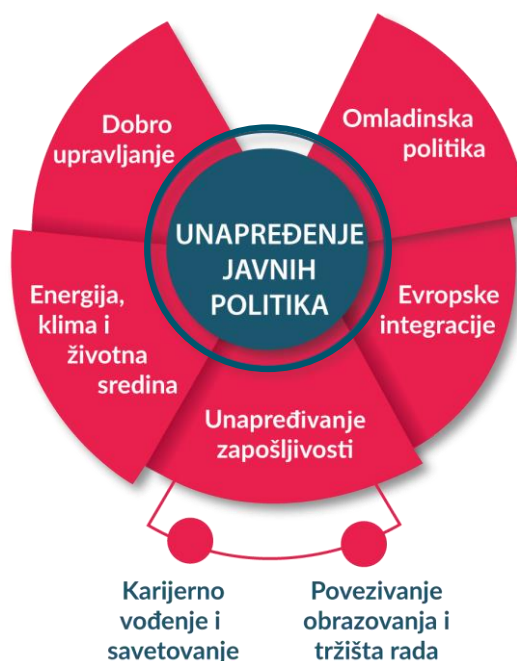 Dobro
upravljanje
Omladinska
politika
UNAPREĐENJE
JAVNIH
POLITIKA
Energija,
klima i
životna
sredina
Evropske
integracije
Unapređivanje
zapošljivosti
Karijerno
vođenje i
savetovanje
Povezivanje
obrazovanja i
tržišta rada